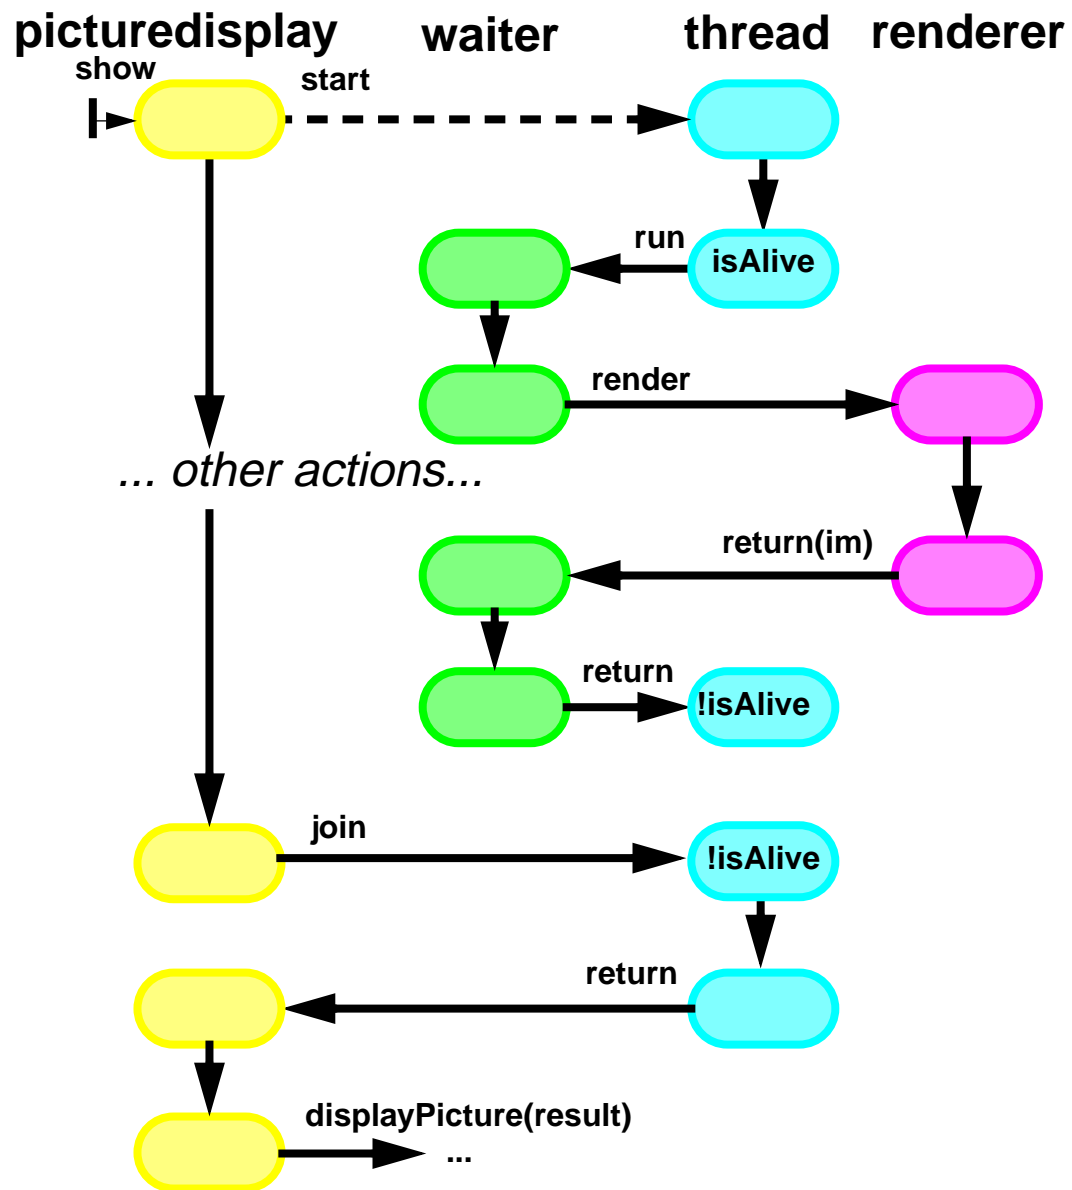 picturedisplay waiter thread renderer
show
start
run
isAlive
render
... other actions...
return(im)
return
!isAlive
join
!isAlive
return
displayPicture(result)
...